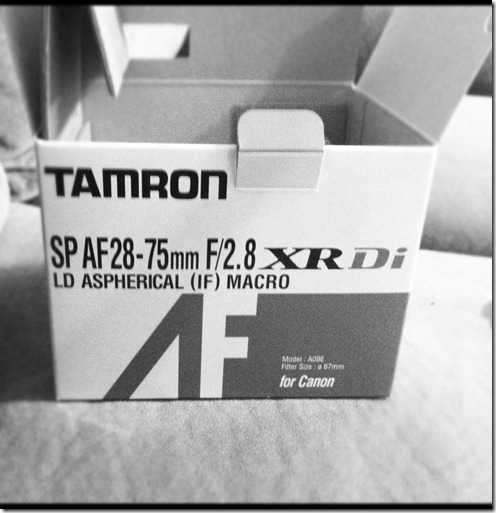 TAMRON
SP AF28-75mm F/2.8 XR Di
LD ASPHERICAL (IF) MACRO
AF
Model : A09E
Filter Size : ø 67mm
for Canon